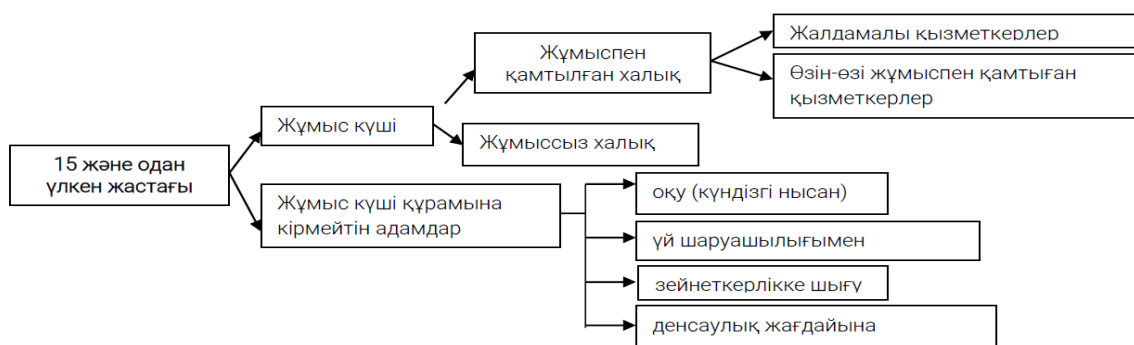 15 және одан
үлкен жастағы
Жұмыс күші
Жұмыспен
қамтылған халық
Жалдамалы қызметкерлер
Өзін-өзі жұмыспен қамтыған
қызметкерлер
Жұмыссыз халық
Жұмыс күші құрамына
кірмейтін адамдар
оқу (күндізгі нысан)
үй шаруашылығымен
зейнеткерлікке шығу
денсаулық жағдайына